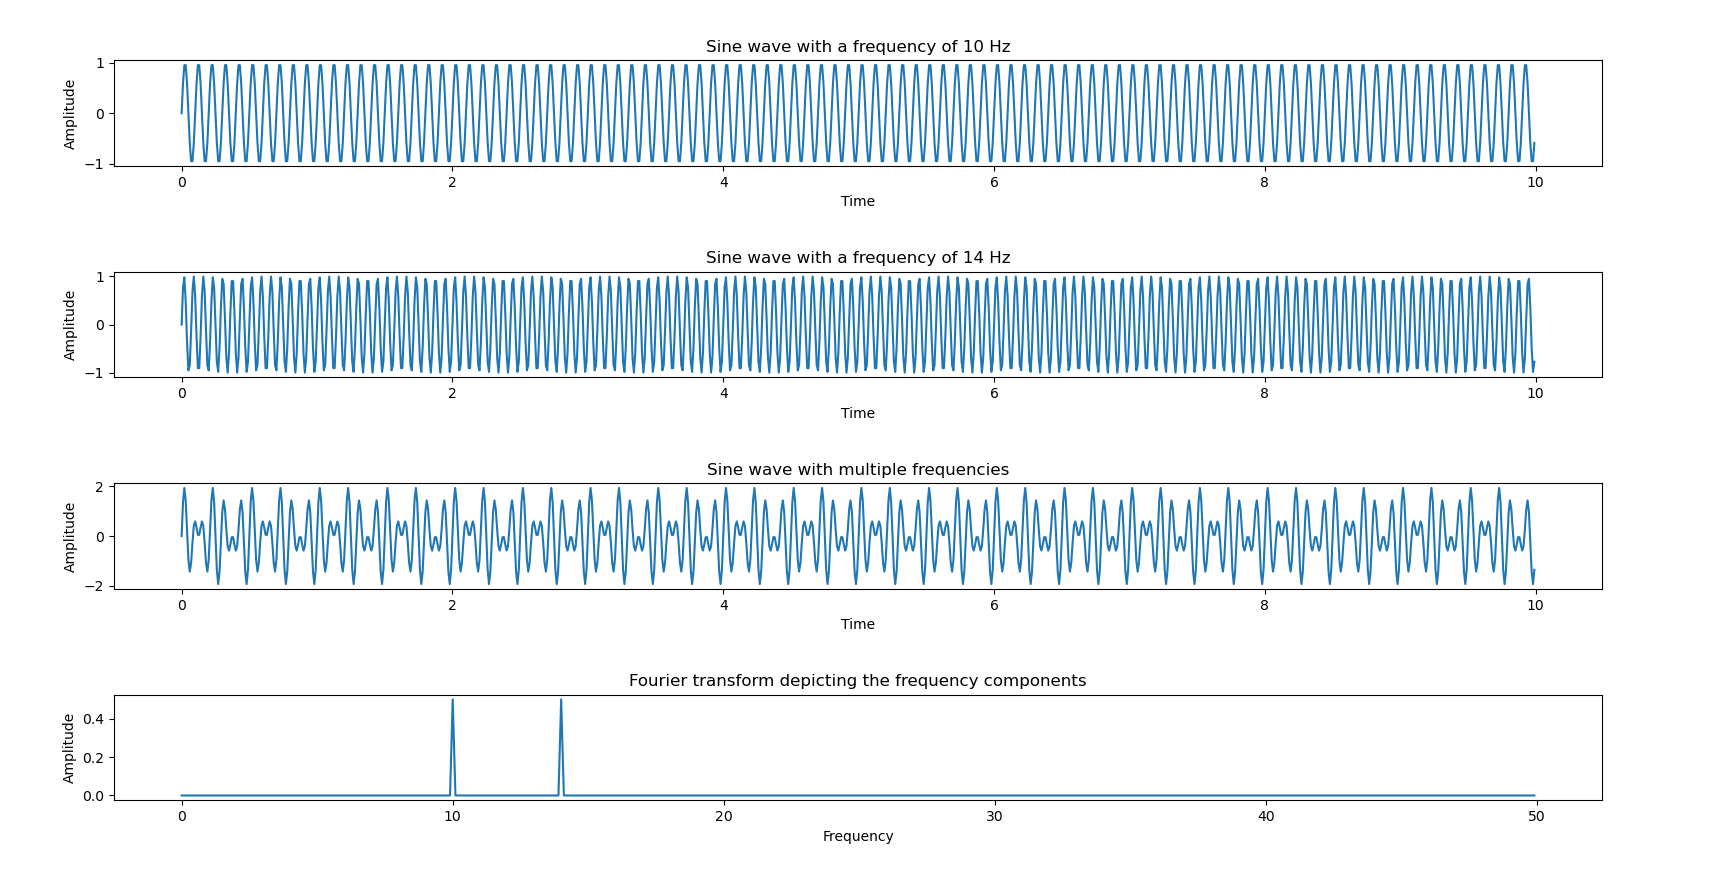 Sine wave with a frequency of 10 Hz
1
0
−1
Amplitude
0 2 4 6 8 10
Time
Sine wave with a frequency of 14 Hz
1
0
−1
Amplitude
0 2 4 6 8 10
Time
Sine wave with multiple frequencies
2
0
−2
Amplitude
0 2 4 6 8 10
Time
Fourier transform depicting the frequency components
0.4
0.2
0.0
Amplitude
0 10 20 30 40 50
Frequency